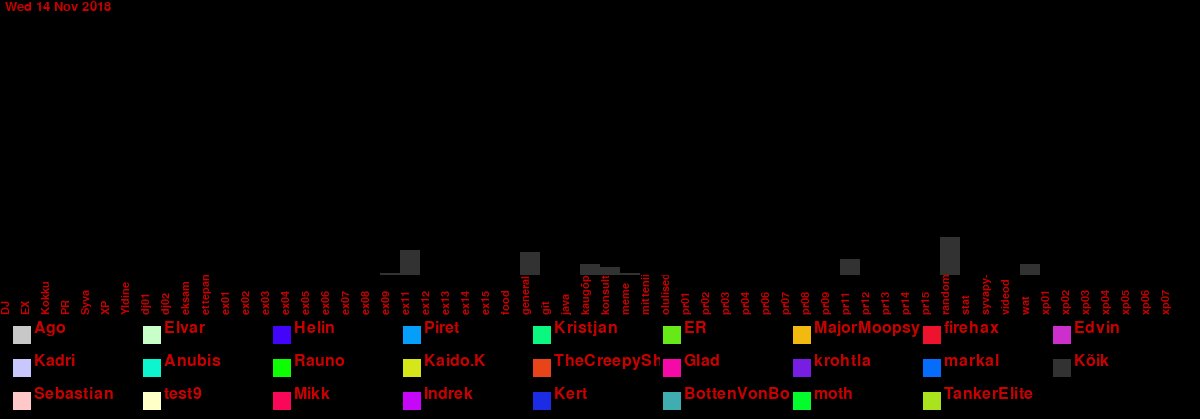 Wed 14 Nov 2018
DJ EX Kokku PR Syva XP Yldine dji01 dji02 eksam ettepan ex01 ex02 ex03 ex04 ex05 ex06 ex07 ex08 ex09 ex11 ex12 ex13 ex14 ex15 food general git java kaugõp konsult meme mittenii olulised pr01 pr02 pr03 pr04 pr06 pr07 pr08 pr09 pr11 pr12 pr13 pr14 pr15 random stat syvapy- videod wat xp01 xp02 xp03 xp04 xp05 xp06 xp07
Ago Elvar Helin Piret Kristjan ER MajorMoopsy firehax Edvin
Kadri Anubis Rauno Kaido.K TheCreepySh Glad krohtla markal Kõik
Sebastian test9 Mikk Indrek Kert BottenVonBo moth TankerElite